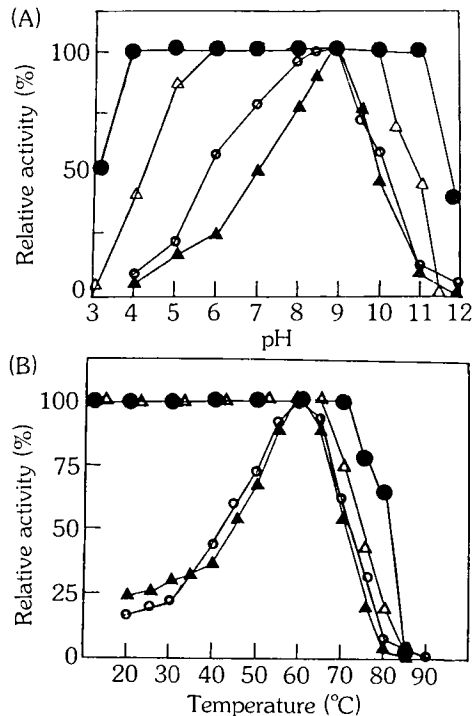 (A)
Relative activity (%)
100
50
0
3 4 5 6 7 8 9 10 11 12
pH
(B)
Relative activity (%)
100
75
50
25
0
20 30 40 50 60 70 80 90
Temperature (°C)